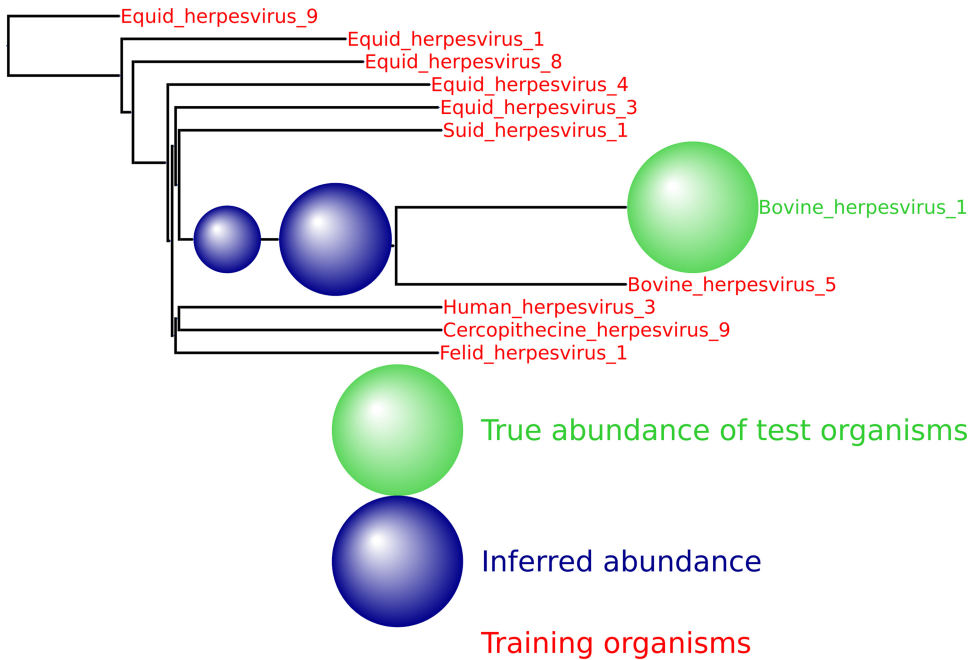 Equid_herpesvirus_9
Equid_herpesvirus_1
Equid_herpesvirus_8
Equid_herpesvirus_4
Equid_herpesvirus_3
Suid_herpesvirus_1
Bovine_herpesvirus_1
Bovine_herpesvirus_5
Human_herpesvirus_3
Cercopithecine_herpesvirus_9
Felid_herpesvirus_1
True abundance of test organisms
Inferred abundance
Training organisms